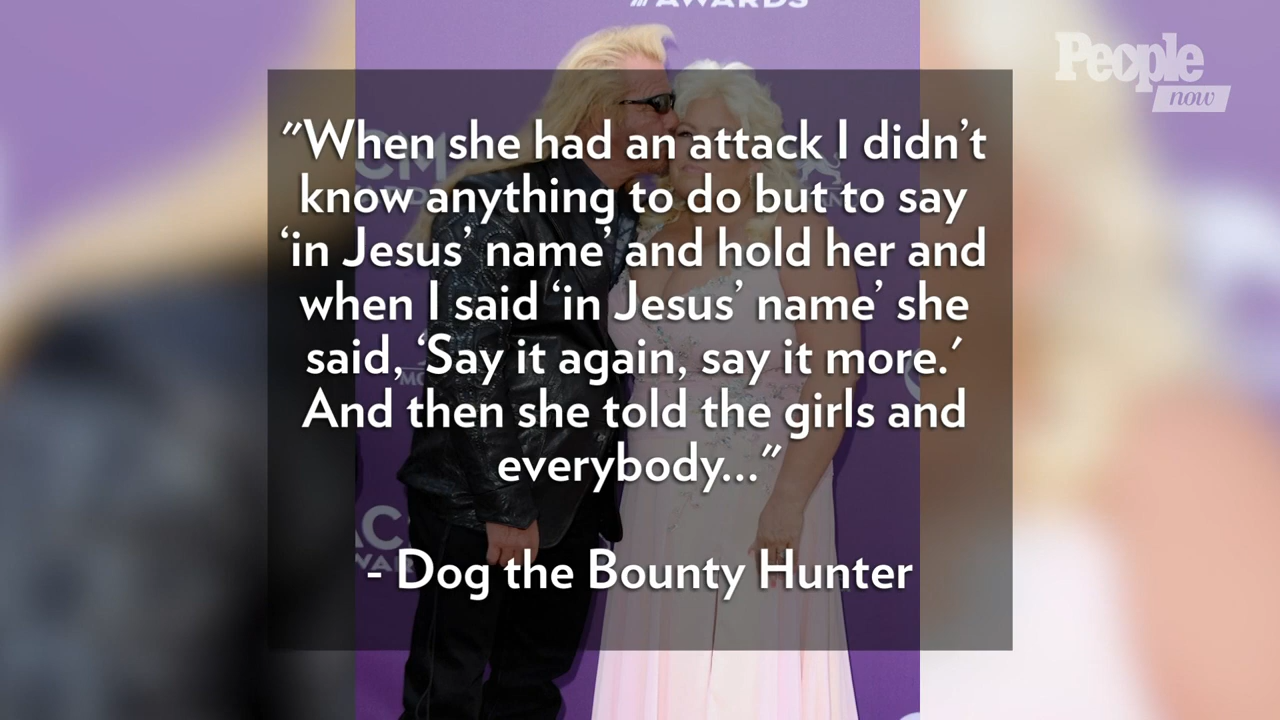 AWARDS
People
now
"When she had an attack I didn't
know anything to do but to say
'in Jesus' name' and hold her and
when I said 'in Jesus' name' she
said, 'Say it again, say it more.'
And then she told the girls and
everybody..."
- Dog the Bounty Hunter